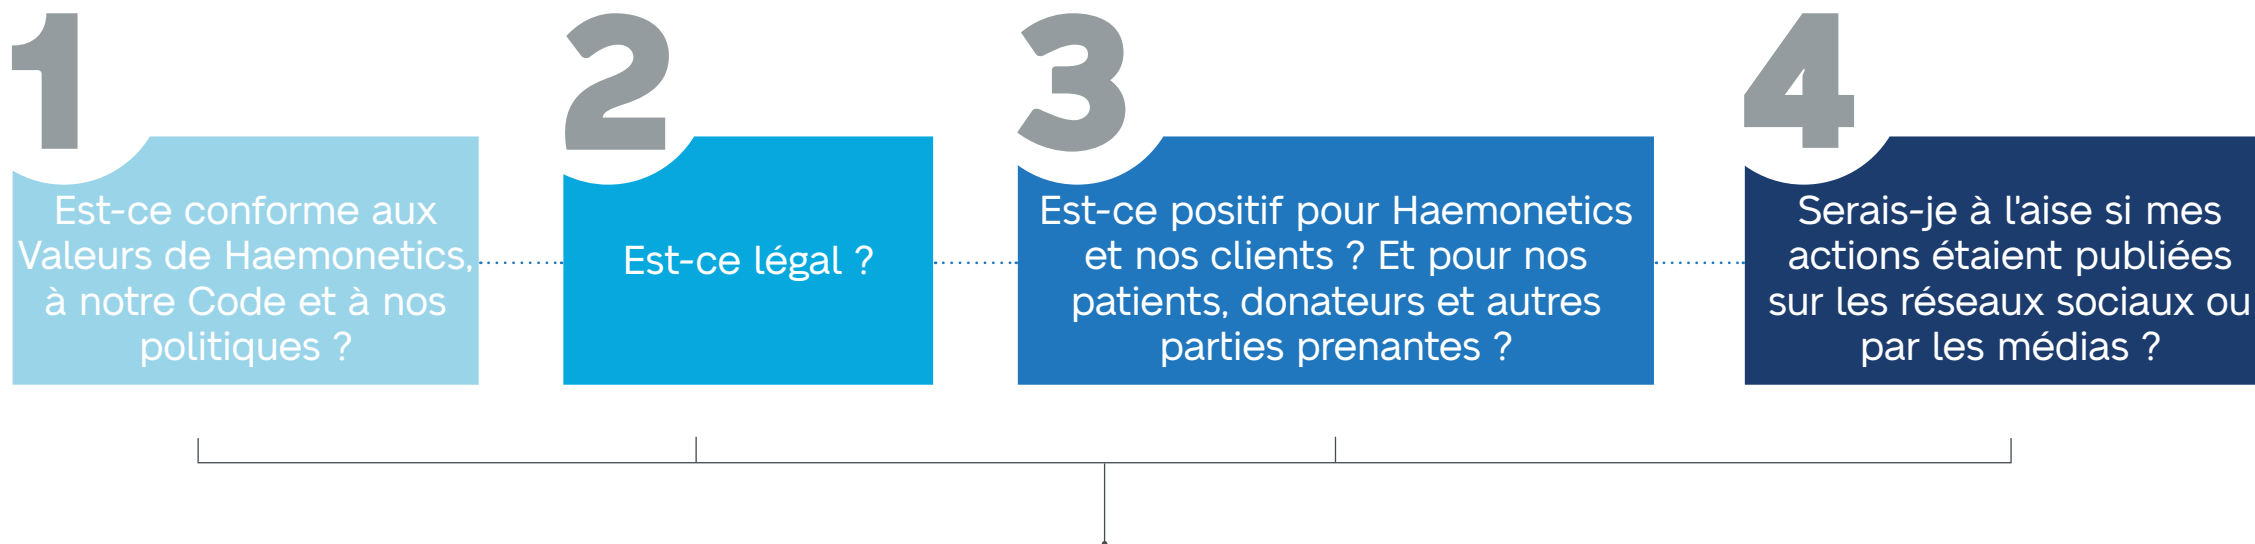 1
Est-ce conforme aux
Valeurs de Haemonetics,
à notre Code et à nos
politiques ?
2
Est-ce légal ?
3
Est-ce positif pour Haemonetics
et nos clients ? Et pour nos
patients, donateurs et autres
parties prenantes ?
4
Serais-je à l'aise si mes
actions étaient publiées
sur les réseaux sociaux ou
par les médias ?